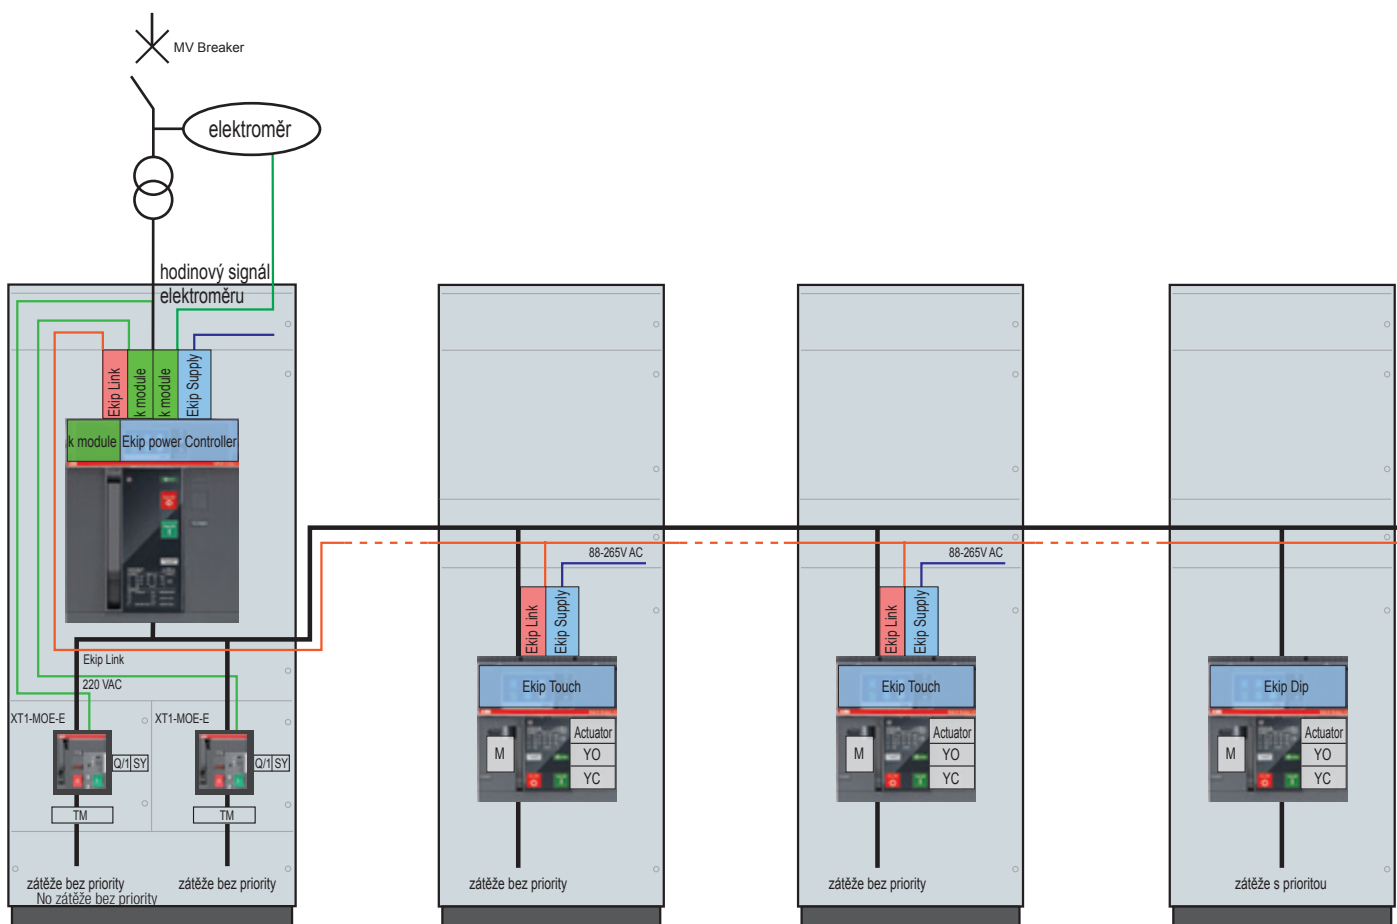 MV Breaker
elektroměr
hodinový signál
elektroměru
Ekip Link
k module
k module
Ekip Supply
k module
Ekip power Controller
88-265V AC
88-265V AC
Ekip Link
Ekip Supply
Ekip Link
Ekip Supply
Ekip Link
220 VAC
Ekip Touch
Ekip Touch
Ekip Dip
XT1-MOE-E
XT1-MOE-E
Q/1 SY
Q/1 SY
M
Actuator
YO
YC
M
Actuator
YO
YC
M
Actuator
YO
YC
TM
TM
zátěže bez priority
No zátěže bez priority
zátěže bez priority
zátěže bez priority
zátěže bez priority
zátěže s prioritou